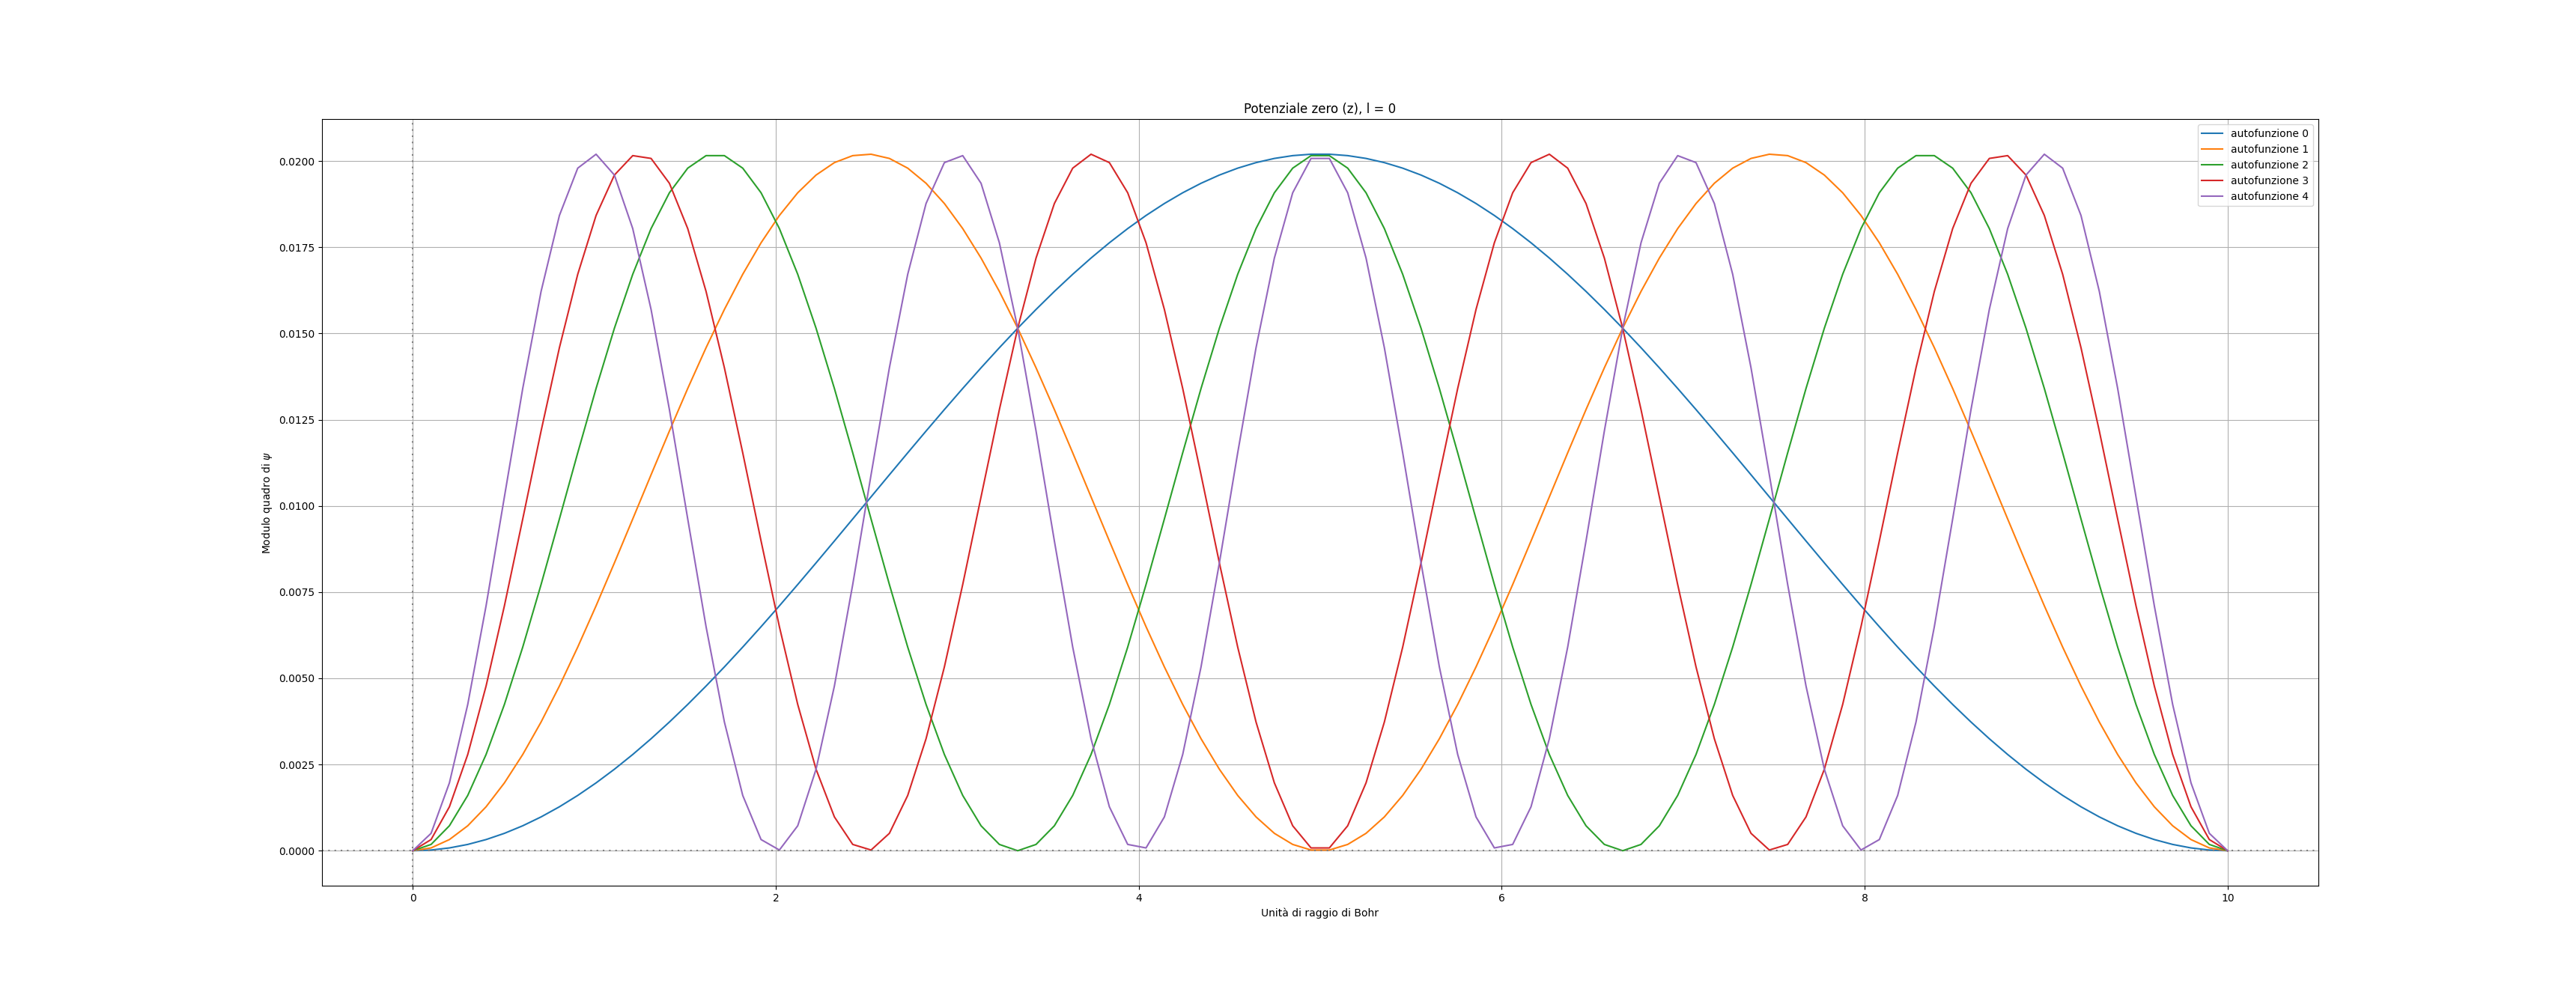 Potenziale zero (z), l = 0
autofunzione 0
autofunzione 1
autofunzione 2
autofunzione 3
autofunzione 4
0.0200
0.0175
0.0150
0.0125
0.0100
0.0075
0.0050
0.0025
0.0000
Modulo quadro di ψ
0 2 4 6 8 10
Unità di raggio di Bohr